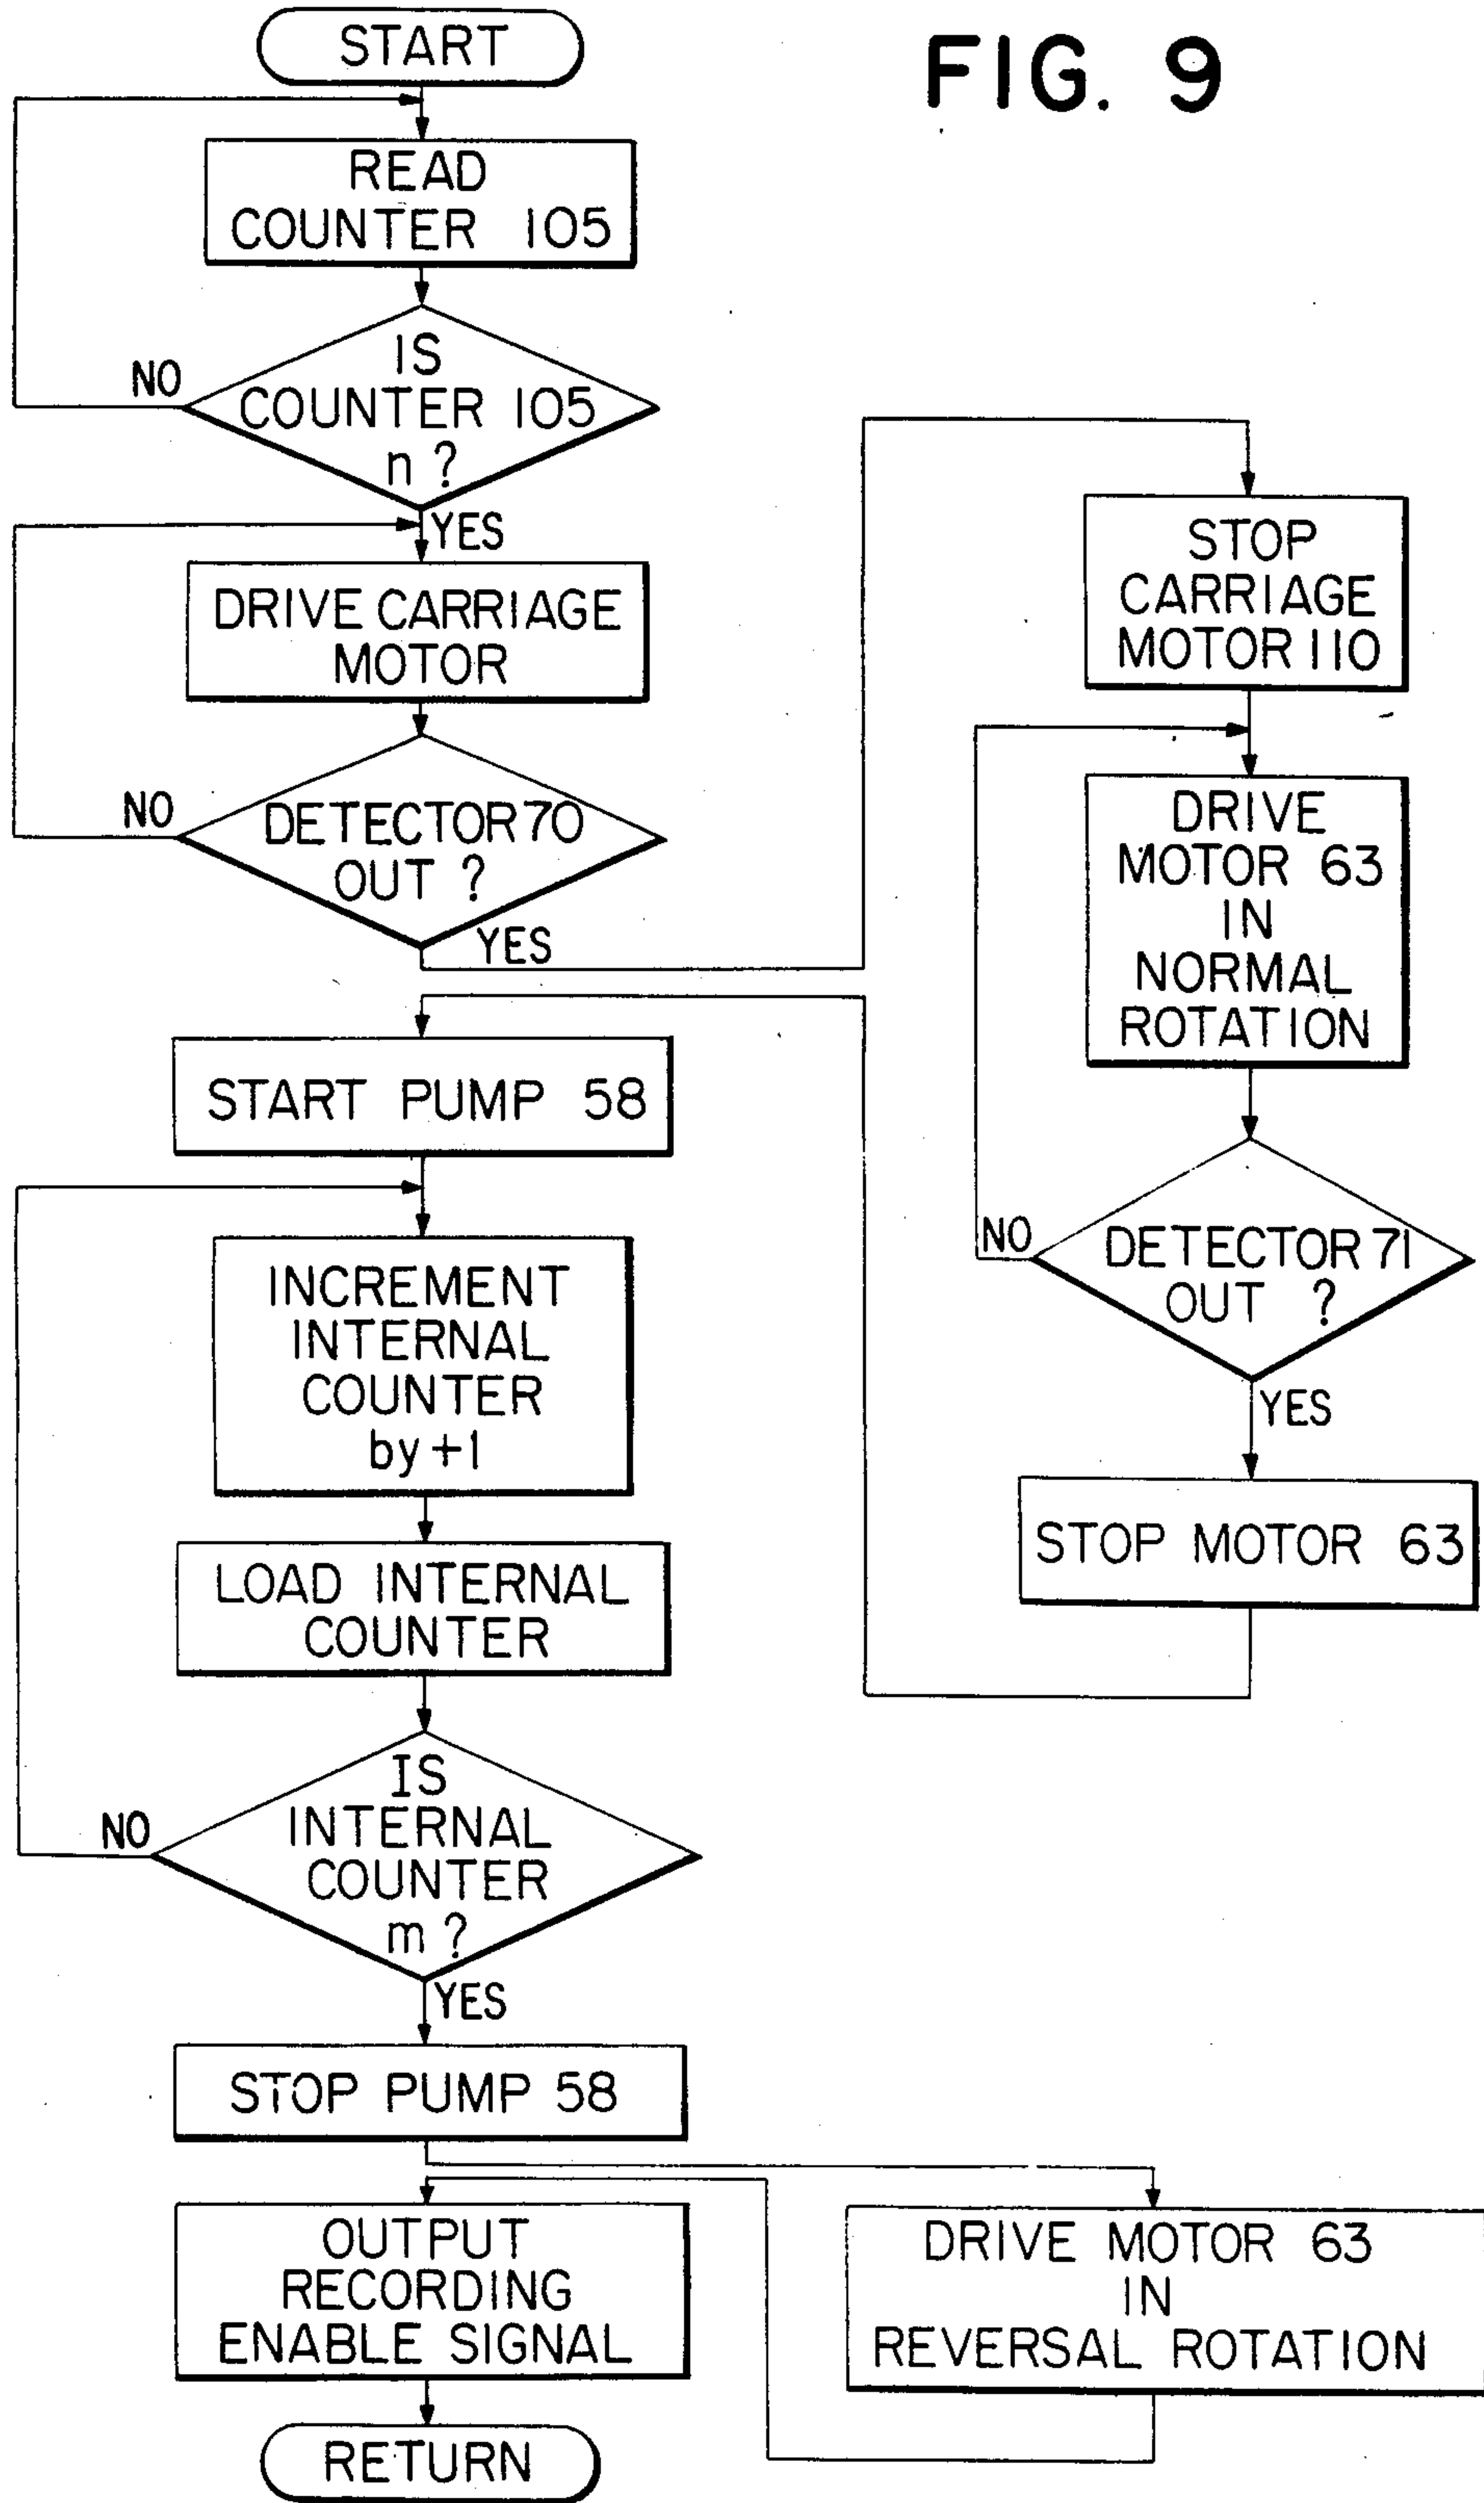 FIG. 9
START
READ
COUNTER 105
IS
COUNTER 105
n ?
NO
YES
DRIVE CARRIAGE
MOTOR
DETECTOR 70
OUT ?
NO
YES
STOP
CARRIAGE
MOTOR 110
DRIVE
MOTOR 63
IN
NORMAL
ROTATION
DETECTOR 71
OUT ?
NO
YES
STOP MOTOR 63
START PUMP 58
INCREMENT
INTERNAL
COUNTER
by +1
LOAD INTERNAL
COUNTER
IS
INTERNAL
COUNTER
m ?
NO
YES
STOP PUMP 58
DRIVE MOTOR 63
IN
REVERSAL ROTATION
OUTPUT
RECORDING
ENABLE SIGNAL
RETURN